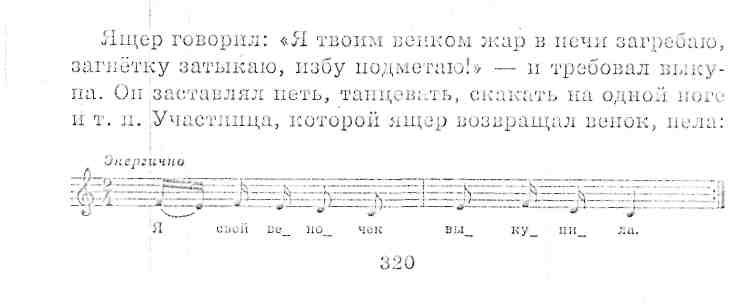 Ящер говорил: «Я твоим венком жар в печи загребаю,
загнётку затыкаю, избу подметаю!» — и требовал выку-
па. Он заставлял петь, танцевать, скакать на одной ноге
и т. п. Участница, которой ящер возвращал венок, пела:
Энергично
2
4
Я свой ве_ но_ чек вы_ ку_ пи_ ла.
320